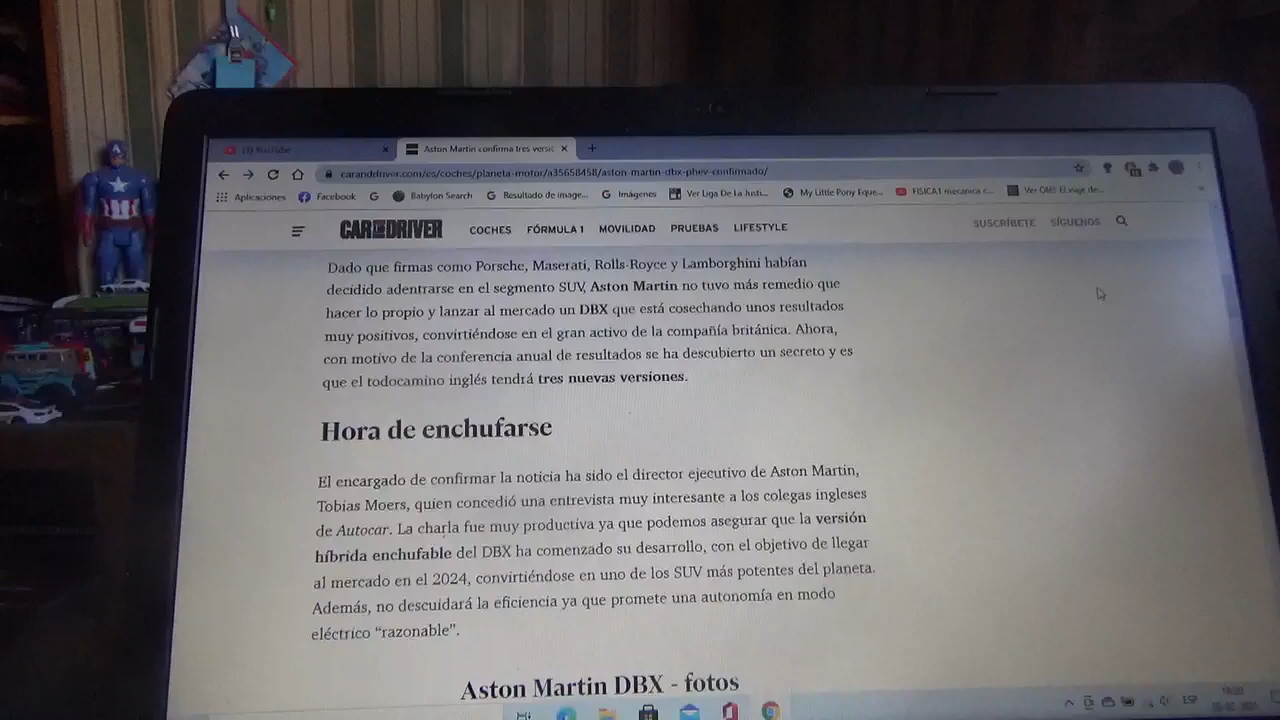 (3) YouTube
Aston Martin confirma tres versic
carandriver.com/es/coches/planeta-motor/a35658458/aston-martin-dbx-phev-confirmado/
Aplicaciones Facebook Babylon Search Resultado de image... Imágenes Ver Liga De La Justi... My Little Pony Eque... FISICA1 mecanica c... Ver
CAR DRIVER COCHES FÓRMULA 1 MOVILIDAD PRUEBAS LIFESTYLE SUSCRÍBETE SÍGUENOS
Dado que firmas como Porsche, Maserati, Rolls-Royce y Lamborghini habían
decidido adentrarse en el segmento SUV, Aston Martin no tuvo más remedio que
hacer lo propio y lanzar al mercado un DBX que está cosechando unos resultados
muy positivos, convirtiéndose en el gran activo de la compañía británica. Ahora,
con motivo de la conferencia anual de resultados se ha descubierto un secreto y es
que el todocamino inglés tendrá tres nuevas versiones.
Hora de enchufarse
El encargado de confirmar la noticia ha sido el director ejecutivo de Aston Martin,
Tobias Moers, quien concedió una entrevista muy interesante a los colegas ingleses
de Autocar. La charla fue muy productiva ya que podemos asegurar que la versión
híbrida enchufable del DBX ha comenzado su desarrollo, con el objetivo de llegar
al mercado en el 2024, convirtiéndose en uno de los SUV más potentes del planeta.
Además, no descuidará la eficiencia ya que promete una autonomía en modo
eléctrico “razonable”.
Aston Martin DBX - fotos
ESP